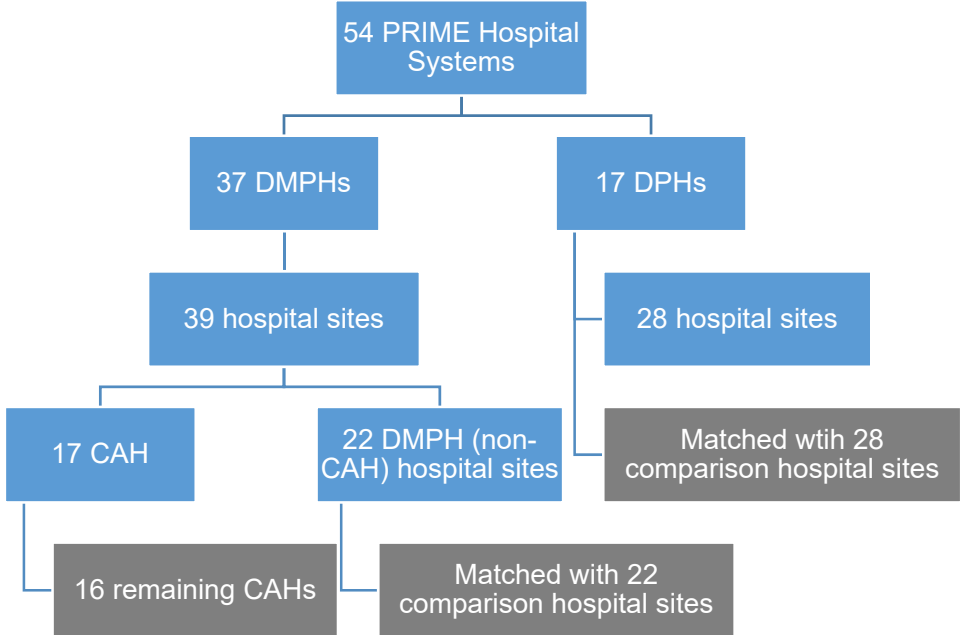 54 PRIME Hospital
Systems
37 DMPHs
17 DPHs
39 hospital sites
28 hospital sites
17 CAH
22 DMPH (non-
CAH) hospital sites
Matched wtih 28
comparison hospital sites
16 remaining CAHs
Matched with 22
comparison hospital sites